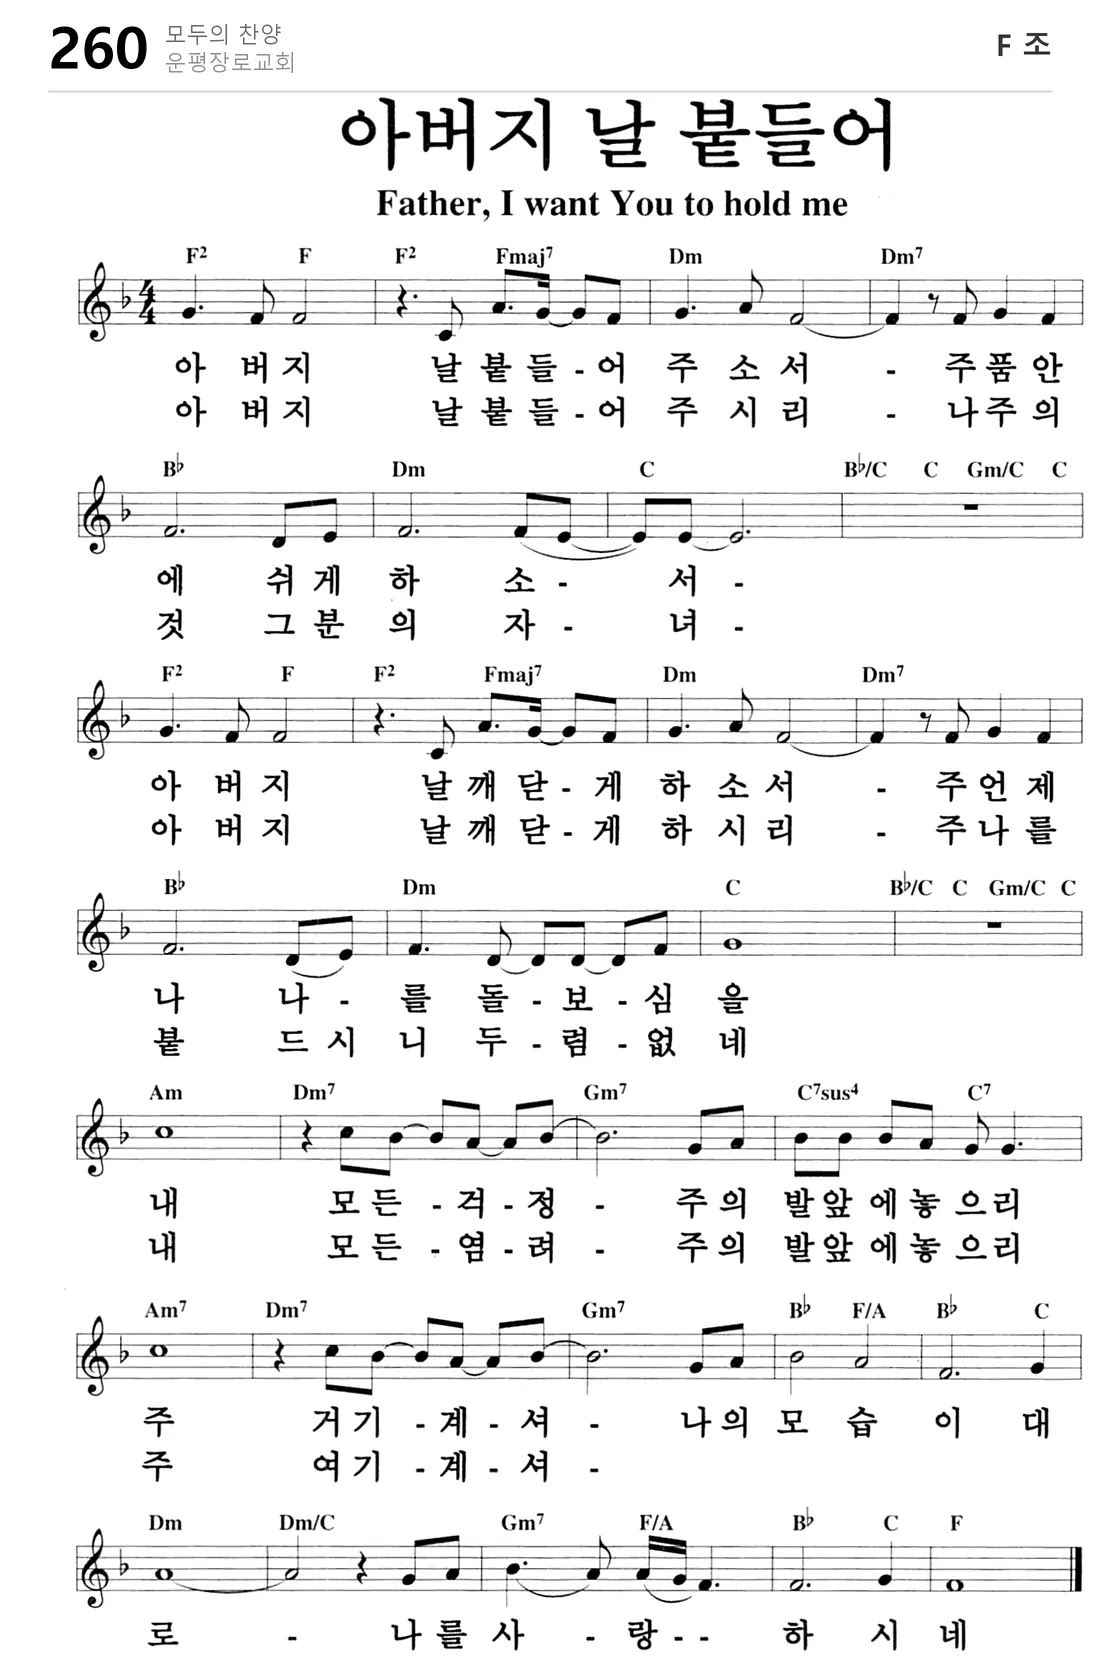 260 모두의 찬양
운평장로교회
F 조
아버지 날 붙들어
Father, I want You to hold me
F2 F F2 Fmaj7 Dm Dm7
아 버 지 날 붙 들 - 어 주 소 서 - 주 품 안
아 버 지 날 붙 들 - 어 주 시 리 - 나 주 의
B♭ Dm C B♭/C C Gm/C C
에 쉬 게 하 소 - 서 -
것 그 분 의 자 - 녀 -
F2 F F2 Fmaj7 Dm Dm7
아 버 지 날 깨 닫 - 게 하 소 서 - 주 언 제
아 버 지 날 깨 닫 - 게 하 시 리 - 주 나 를
B♭ Dm C B♭/C C Gm/C C
나 나 - 를 돌 - 보 - 심 을
붙 드 시 니 두 - 렴 - 없 네
Am Dm7 Gm7 C7sus4 C7
내 모 든 - 걱 - 정 - 주 의 발 앞 에 놓 으 리
내 모 든 - 염 - 려 - 주 의 발 앞 에 놓 으 리
Am7 Dm7 Gm7 B♭ F/A B♭ C
주 거 기 - 계 - 셔 - 나 의 모 습 이 대
주 여 기 - 계 - 셔 -
Dm Dm/C Gm7 F/A B♭ C F
로 - 나 를 사 - 랑 - - 하 시 네